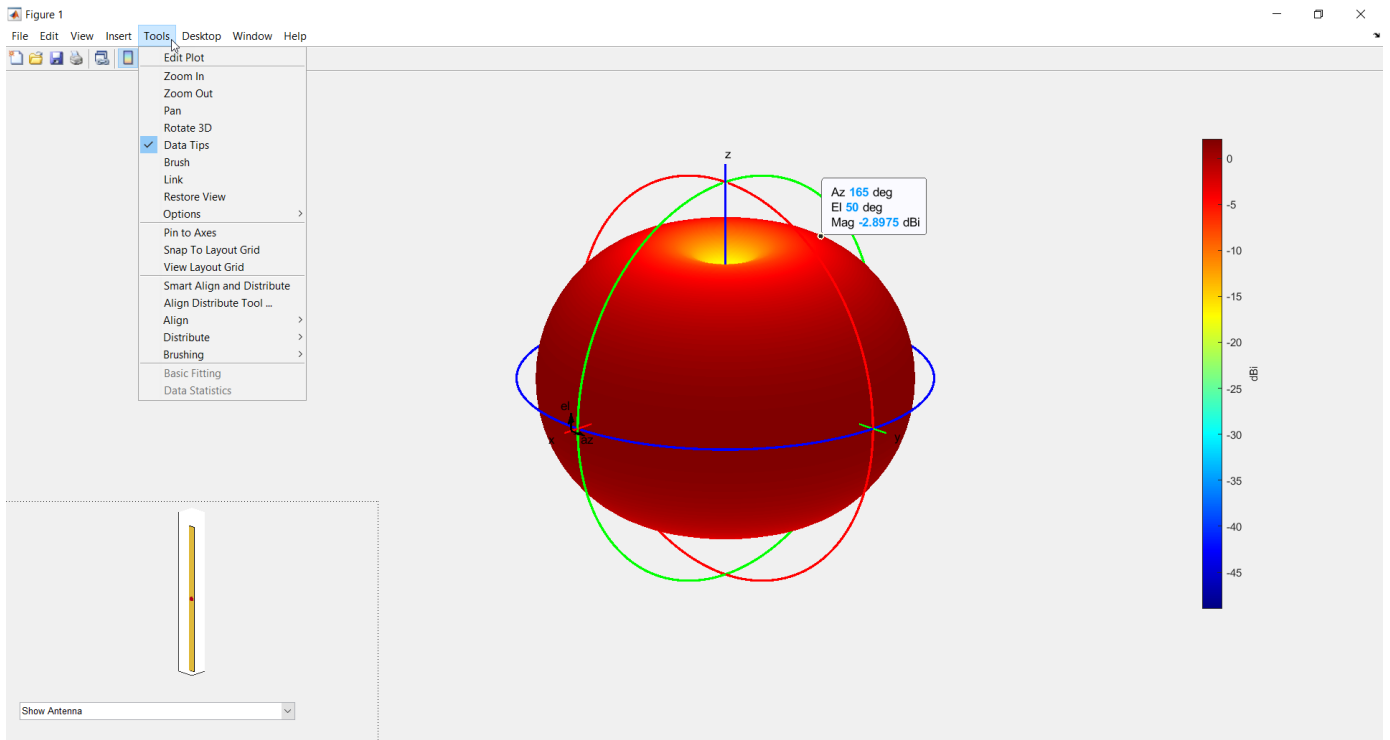 Figure 1
File Edit View Insert Tools Desktop Window Help
Edit Plot
Zoom In
Zoom Out
Pan
Rotate 3D
Data Tips
Brush
Link
Restore View
Options
Pin to Axes
Snap To Layout Grid
View Layout Grid
Smart Align and Distribute
Align Distribute Tool ...
Align
Distribute
Brushing
Basic Fitting
Data Statistics
z
Az 165 deg
El 50 deg
Mag -2.8975 dBi
el
x
az
y
0
-5
-10
-15
-20
-25
-30
-35
-40
-45
dBi
Show Antenna